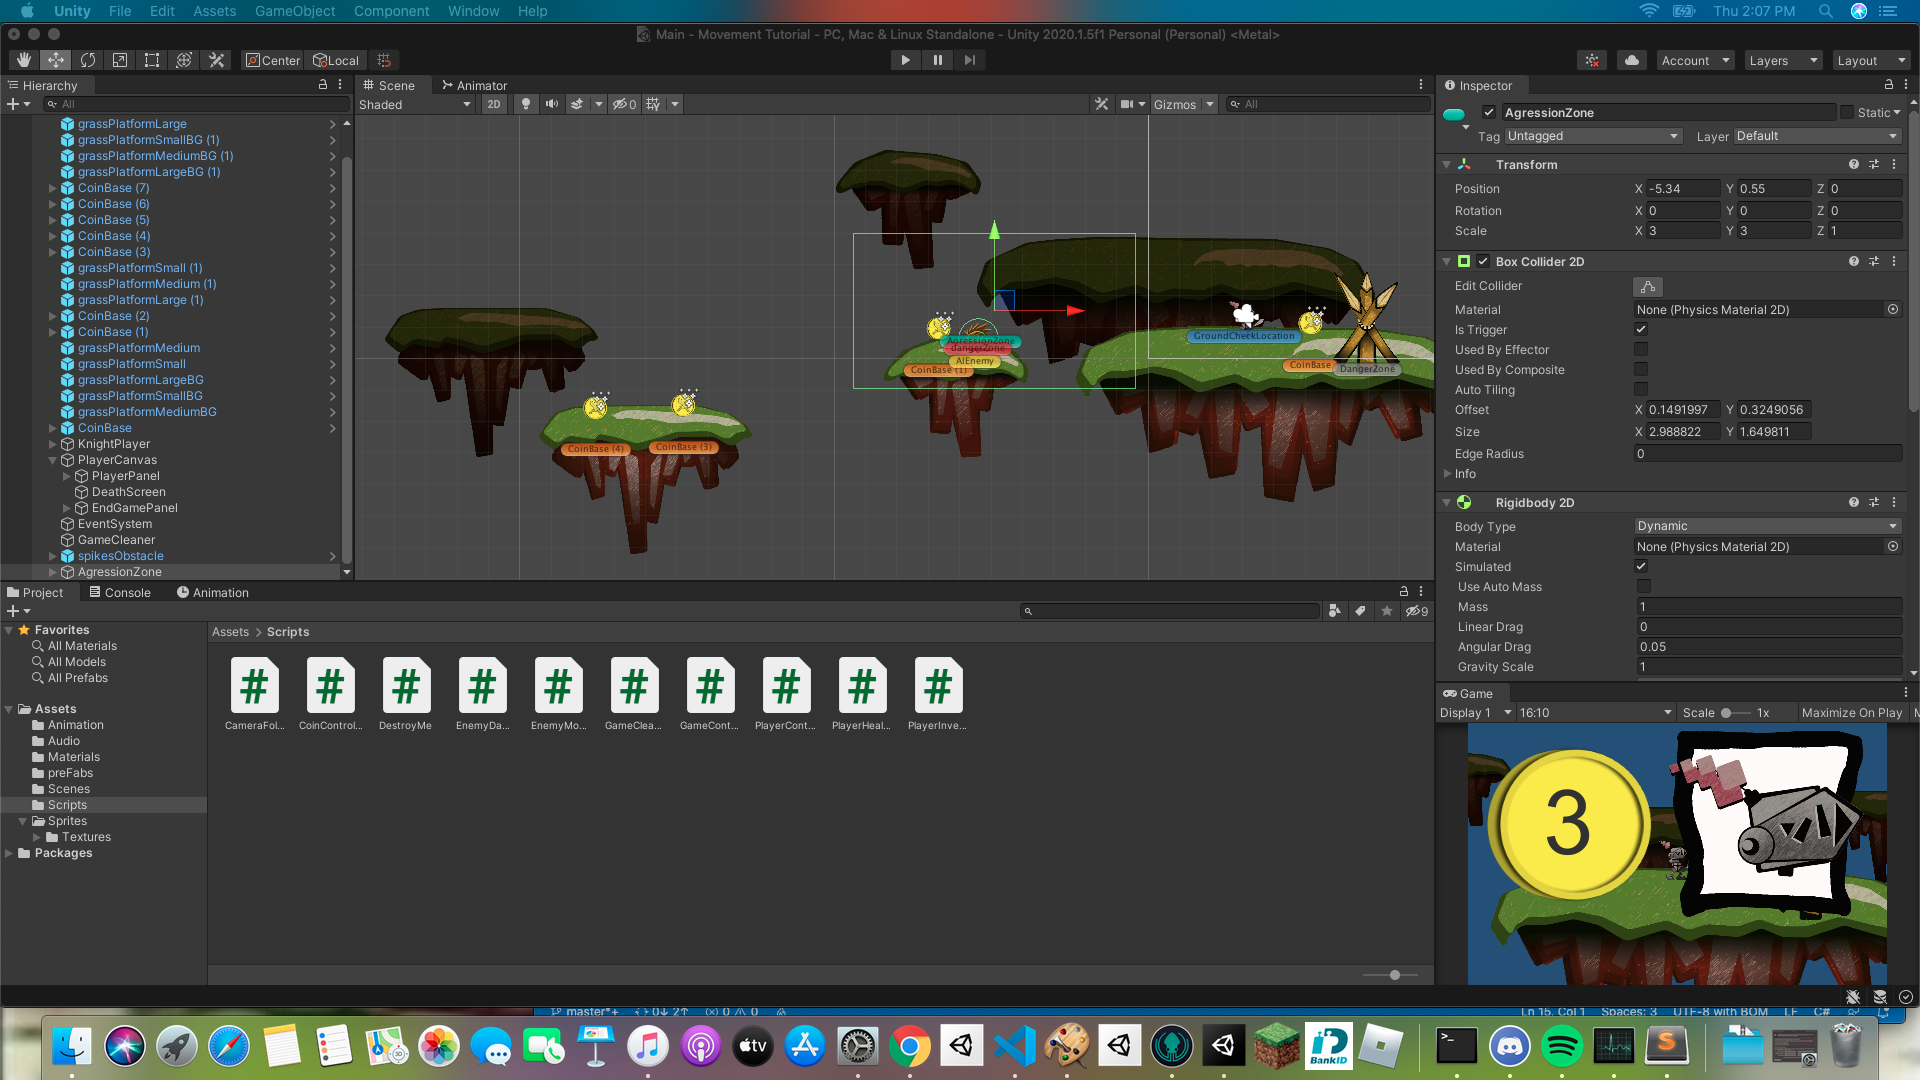 Unity File Edit Assets GameObject Component Window Help Thu 2:07 PM
Main - Movement Tutorial - PC, Mac & Linux Standalone - Unity 2020.1.5f1 Personal (Personal) <Metal>
Center Local Account Layers Layout
Hierarchy
All
grassPlatformLarge
grassPlatformSmallBG (1)
grassPlatformMediumBG (1)
grassPlatformLargeBG (1)
CoinBase (7)
CoinBase (6)
CoinBase (5)
CoinBase (4)
CoinBase (3)
grassPlatformSmall (1)
grassPlatformMedium (1)
grassPlatformLarge (1)
CoinBase (2)
CoinBase (1)
grassPlatformMedium
grassPlatformSmall
grassPlatformLargeBG
grassPlatformSmallBG
grassPlatformMediumBG
CoinBase
KnightPlayer
PlayerCanvas
PlayerPanel
DeathScreen
EndGamePanel
EventSystem
GameCleaner
spikesObstacle
AgressionZone
Scene Animator
Shaded 2D 0 Gizmos All
AgressionZone
dangerZone
AIEnemy
CoinBase (1)
GroundCheckLocation
CoinBase
DangerZone
CoinBase (4)
CoinBase (3)
Inspector
AgressionZone Static
Tag Untagged Layer Default
Transform
Position X -5.34 Y 0.55 Z 0
Rotation X 0 Y 0 Z 0
Scale X 3 Y 3 Z 1
Box Collider 2D
Edit Collider
Material None (Physics Material 2D)
Is Trigger
Used By Effector
Used By Composite
Auto Tiling
Offset X 0.1491997 Y 0.3249056
Size X 2.988822 Y 1.649811
Edge Radius 0
Info
Rigidbody 2D
Body Type Dynamic
Material None (Physics Material 2D)
Simulated
Use Auto Mass
Mass 1
Linear Drag 0
Angular Drag 0.05
Gravity Scale 1
Project Console Animation
9
Favorites
All Materials
All Models
All Prefabs
Assets
Animation
Audio
Materials
preFabs
Scenes
Scripts
Sprites
Textures
Packages
Assets > Scripts
# # # # # # # # # #
CameraFol... CoinControl... DestroyMe EnemyDa... EnemyMo... GameClea... GameCont... PlayerCont... PlayerHeal... PlayerInve...
Game
Display 1 16:10 Scale 1x Maximize On Play M
3
master*+ 0↓ 2↑ 0 0 Ln 15, Col 1 Spaces: 3 UTF-8 with BOM LF C#
3D tv >_ iD BankID S